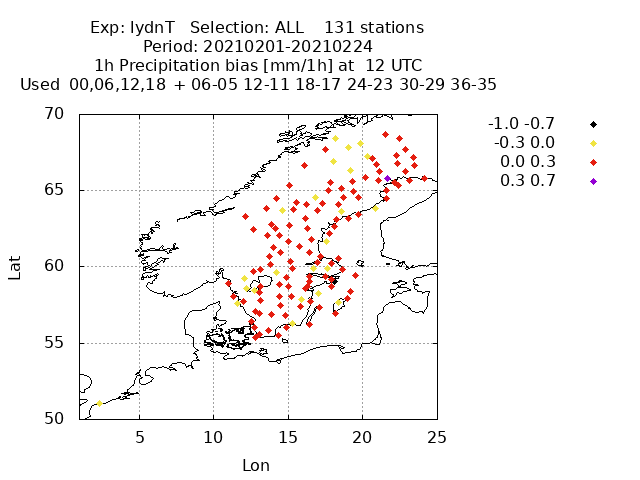 Exp: IydnT   Selection: ALL    131 stations
Period: 20210201-20210224
1h Precipitation bias [mm/1h] at  12 UTC
Used  00,06,12,18  + 06-05 12-11 18-17 24-23 30-29 36-35
70
65
60
55
50
Lat
5 10 15 20 25
Lon
-1.0 -0.7
-0.3 0.0
0.0 0.3
0.3 0.7